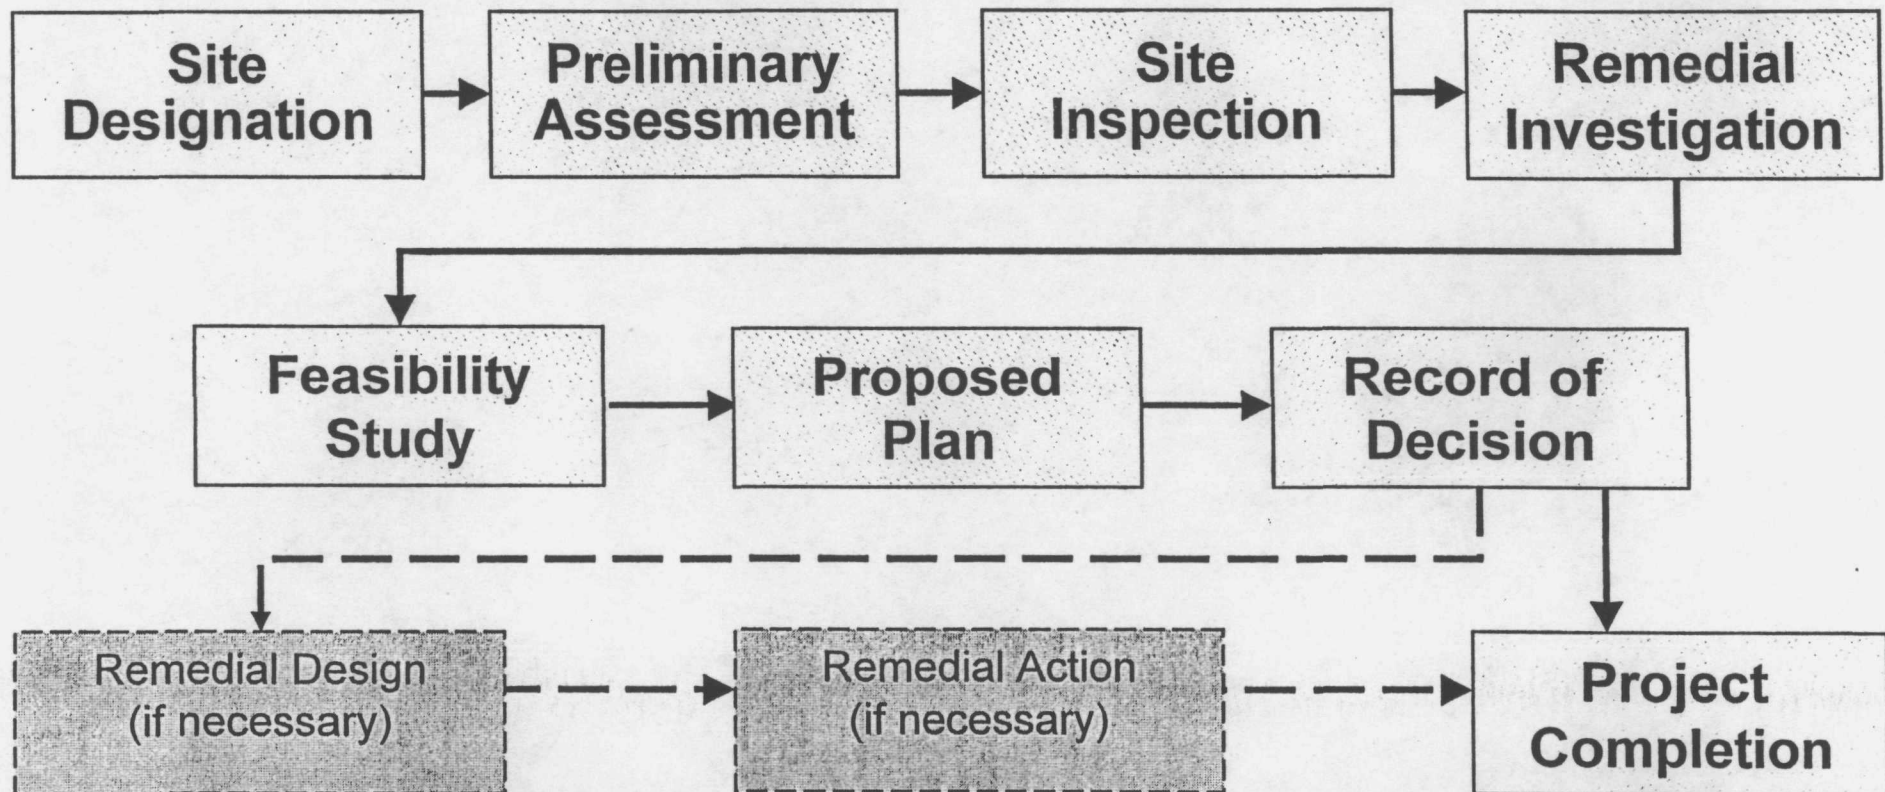 Site
Designation
Preliminary
Assessment
Site
Inspection
Remedial
Investigation
Feasibility
Study
Proposed
Plan
Record of
Decision
Remedial Design
(if necessary)
Remedial Action
(if necessary)
Project
Completion